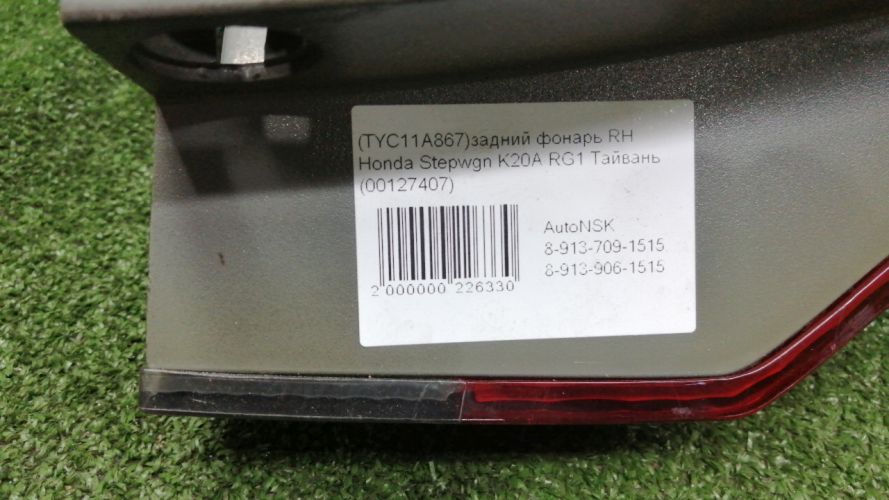 (TYC11A867)задний фонарь RH
Honda Stepwgn K20A RG1 Тайвань
(00127407)
AutoNSK
8-913-709-1515
8-913-906-1515
2 000000 226330